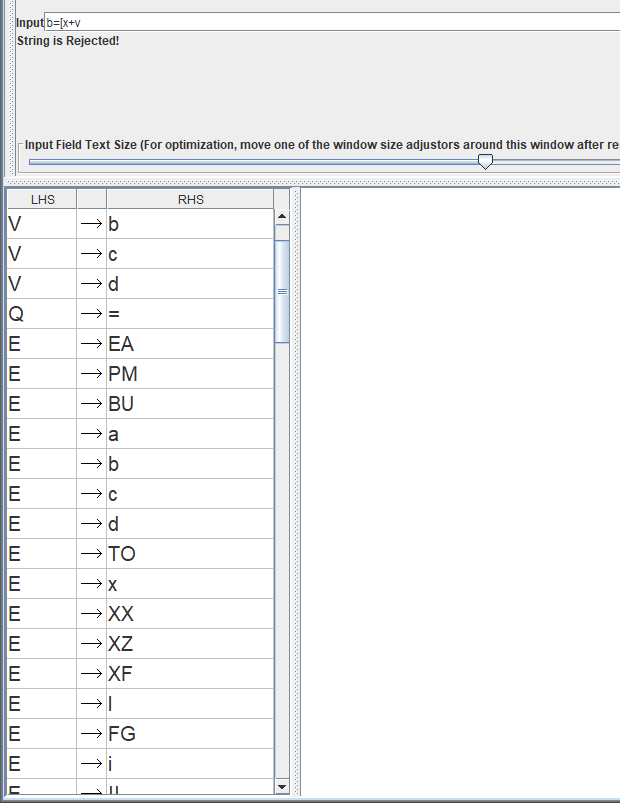 Input b=[x+v
String is Rejected!
Input Field Text Size (For optimization, move one of the window size adjustors around this window after
LHS RHS
V → b
V → c
V → d
Q → =
E → EA
E → PM
E → BU
E → a
E → b
E → c
E → d
E → TO
E → x
E → XX
E → XZ
E → XF
E → l
E → FG
E → i